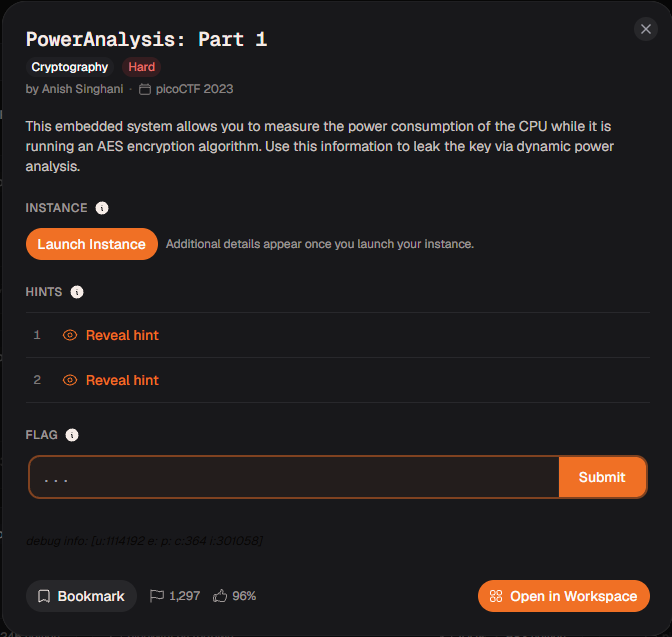 PowerAnalysis: Part 1
Cryptography Hard
by Anish Singhani · picoCTF 2023
This embedded system allows you to measure the power consumption of the CPU while it is
running an AES encryption algorithm. Use this information to leak the key via dynamic power
analysis.
INSTANCE
Launch Instance Additional details appear once you launch your instance.
HINTS
1 Reveal hint
2 Reveal hint
FLAG
... Submit
debug info: [u:1114192 e: p: c:364 i:301058]
Bookmark 1,297 96% Open in Workspace